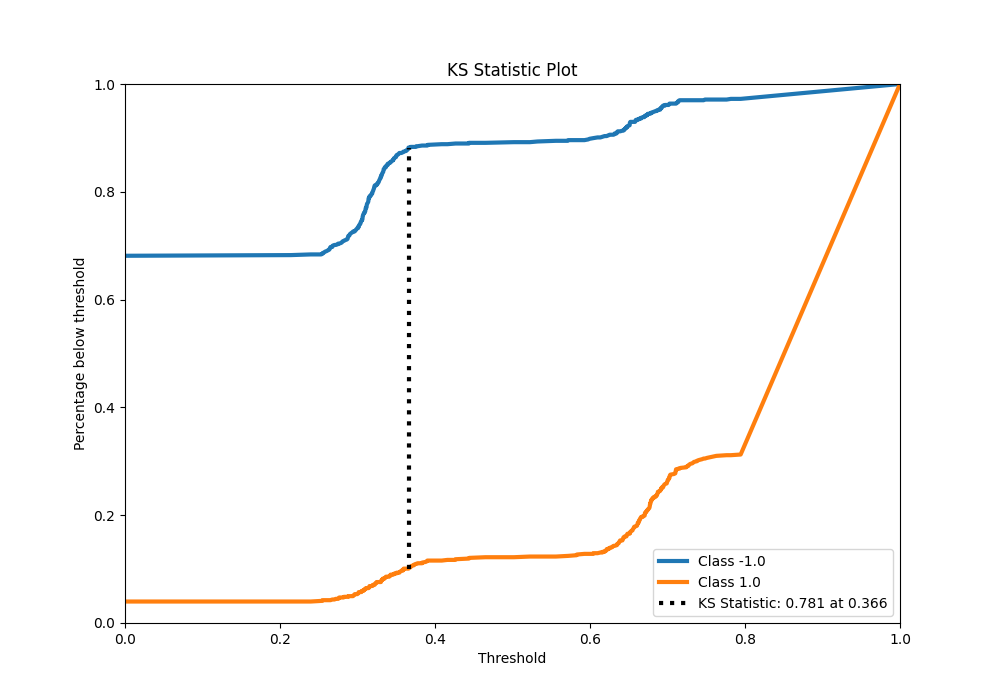 KS Statistic Plot
Percentage below threshold
1.0
0.8
0.6
0.4
0.2
0.0
0.0 0.2 0.4 0.6 0.8 1.0
Threshold
Class -1.0
Class 1.0
KS Statistic: 0.781 at 0.366